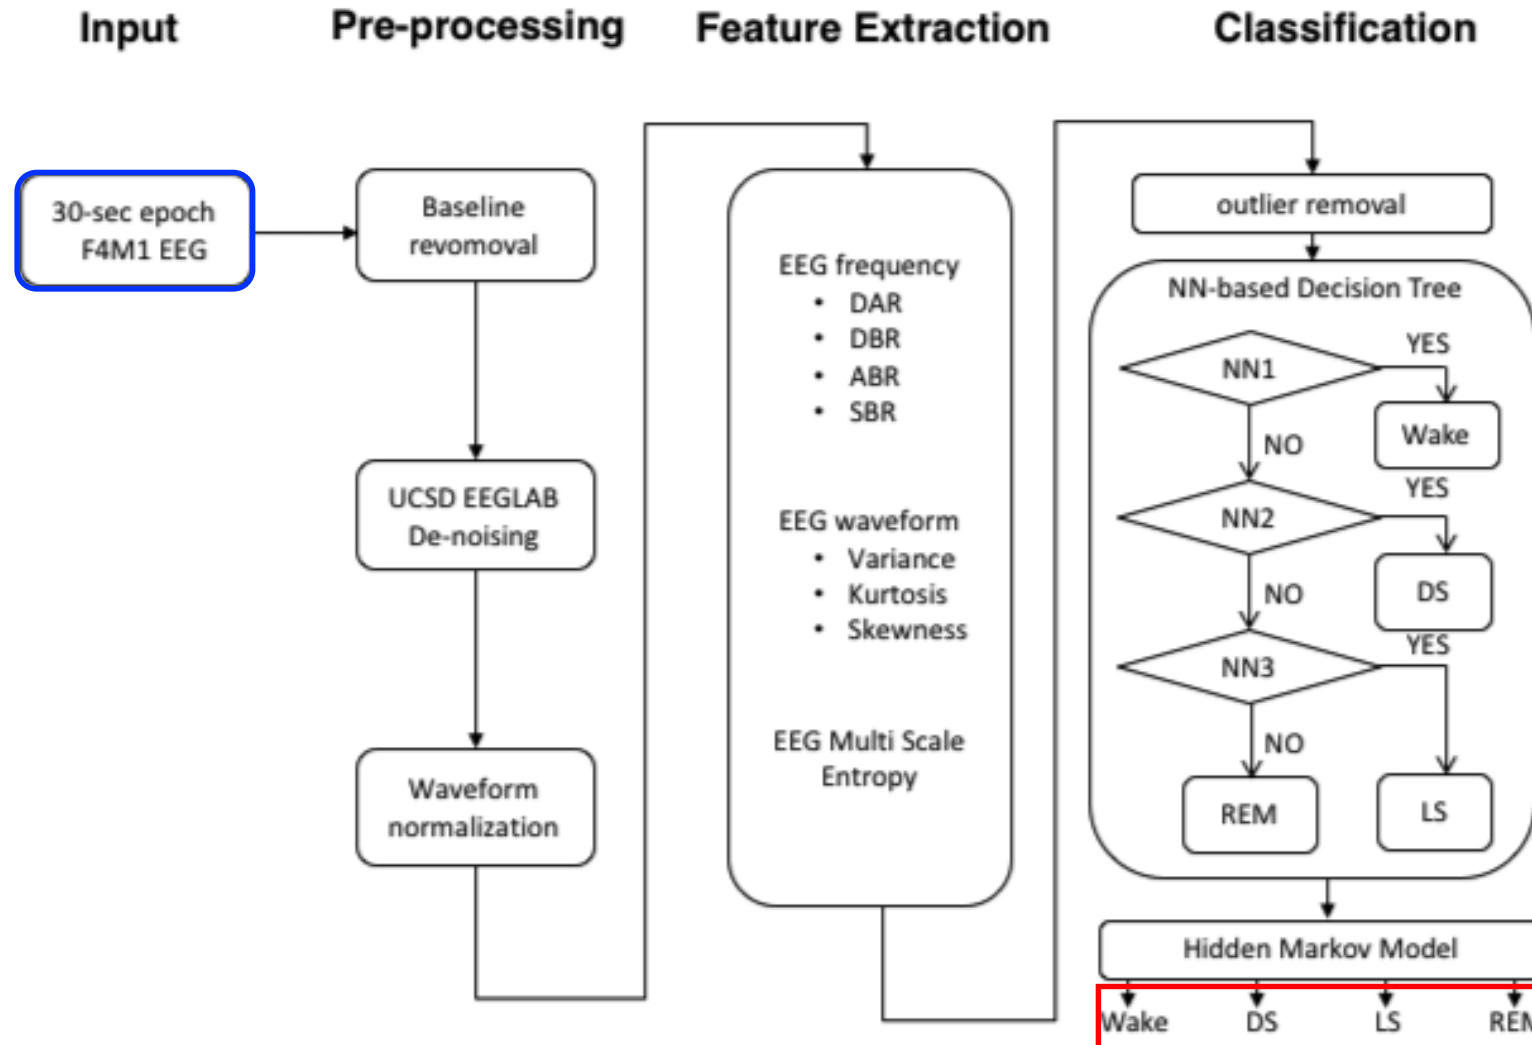 Input
Pre-processing
Feature Extraction
Classification
30-sec epoch
F4M1 EEG
Baseline
revomoval
UCSD EEGLAB
De-noising
Waveform
normalization
EEG frequency
• DAR
• DBR
• ABR
• SBR
EEG waveform
• Variance
• Kurtosis
• Skewness
EEG Multi Scale
Entropy
outlier removal
NN-based Decision Tree
NN1
YES
Wake
NO
NN2
YES
DS
NO
NN3
YES
NO
REM
LS
Hidden Markov Model
Wake
DS
LS
REM